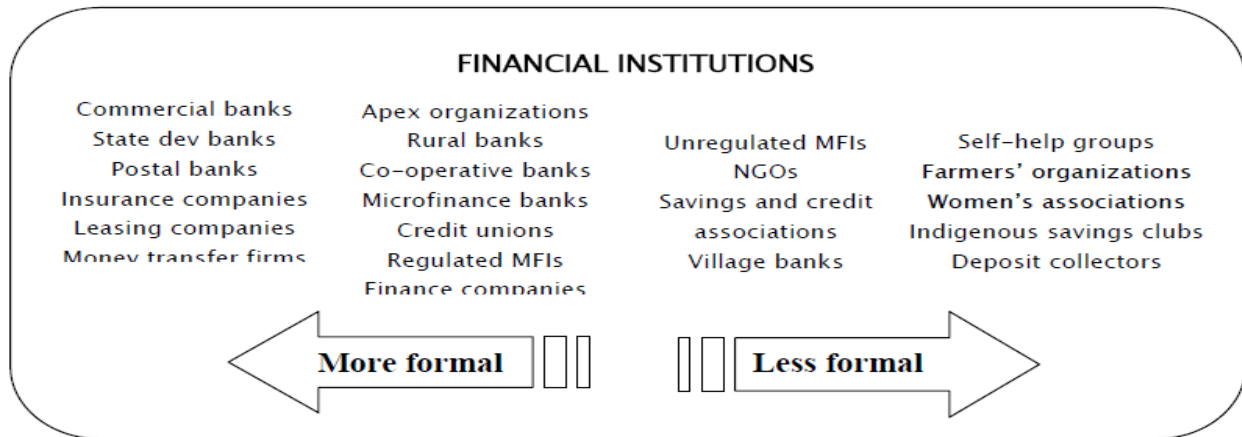 FINANCIAL INSTITUTIONS
Commercial banks
State dev banks
Postal banks
Insurance companies
Leasing companies
Money transfer firms
Apex organizations
Rural banks
Co-operative banks
Microfinance banks
Credit unions
Regulated MFIs
Finance companies
Unregulated MFIs
NGOs
Savings and credit
associations
Village banks
Self-help groups
Farmers' organizations
Women's associations
Indigenous savings clubs
Deposit collectors
More formal
Less formal